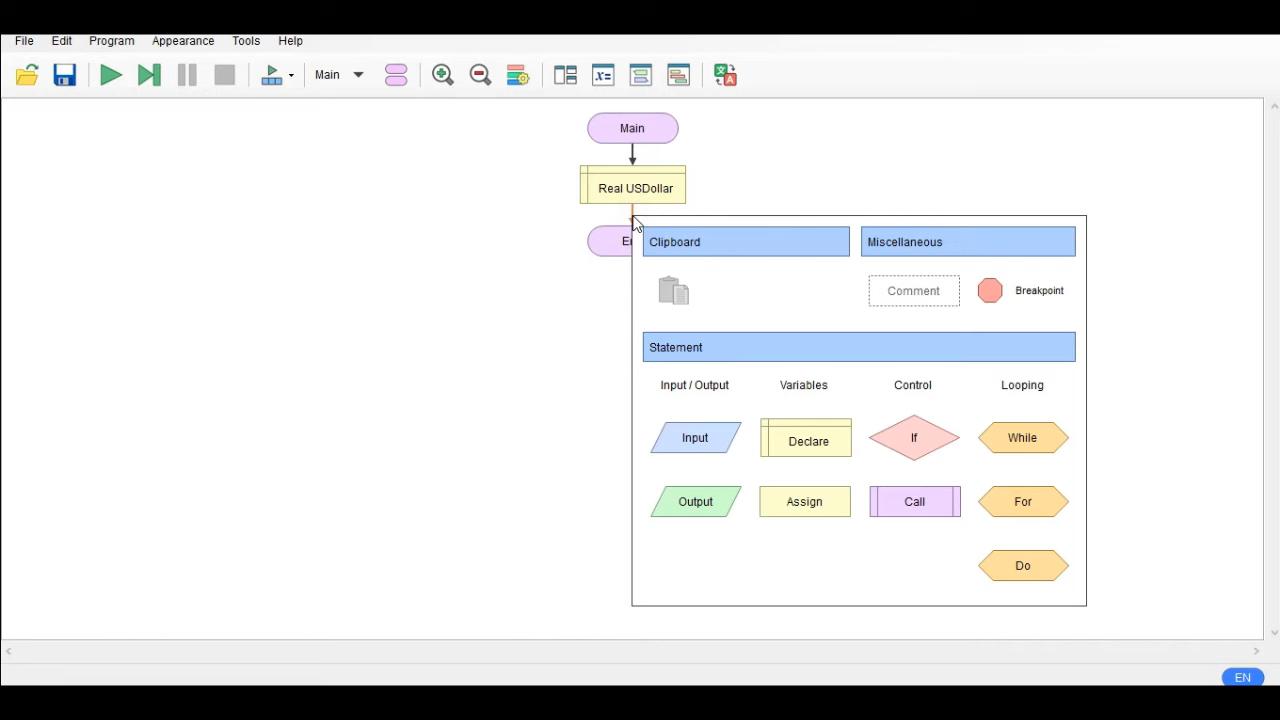 File Edit Program Appearance Tools Help
Main
Main
Real USDollar
E
Clipboard Miscellaneous
Comment Breakpoint
Statement
Input / Output Variables Control Looping
Input Declare If While
Output Assign Call For
Do
EN